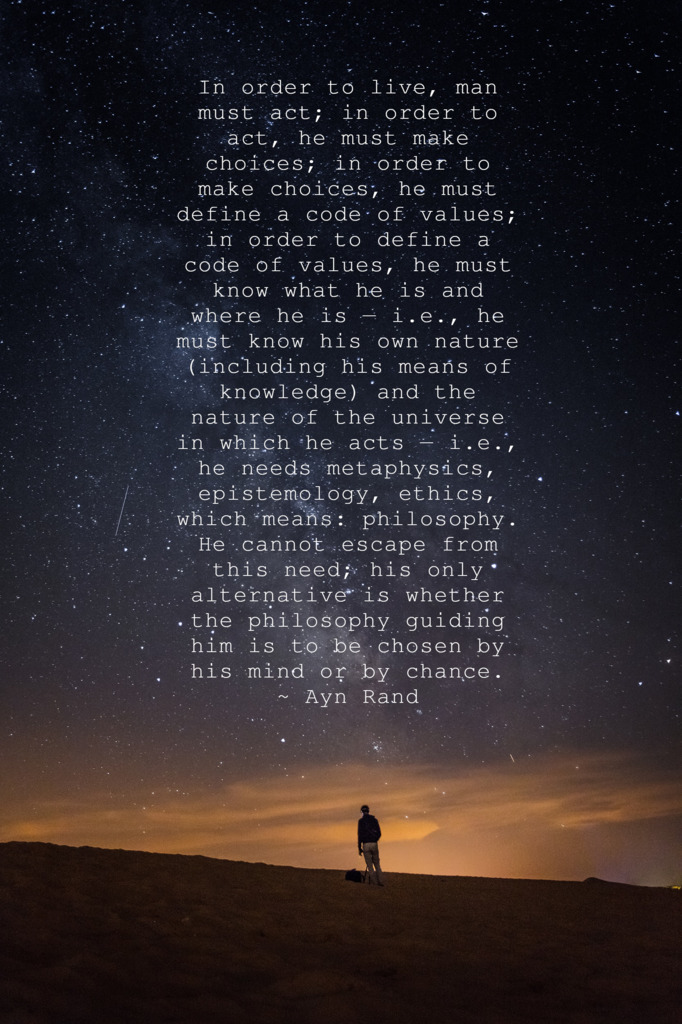 In order to live, man
must act; in order to
act, he must make
choices; in order to
make choices, he must
define a code of values;
in order to define a
code of values, he must
know what he is and
where he is — i.e., he
must know his own nature
(including his means of
knowledge) and the
nature of the universe
in which he acts — i.e.,
he needs metaphysics,
epistemology, ethics,
which means: philosophy.
He cannot escape from
this need; his only
alternative is whether
the philosophy guiding
him is to be chosen by
his mind or by chance.
~ Ayn Rand